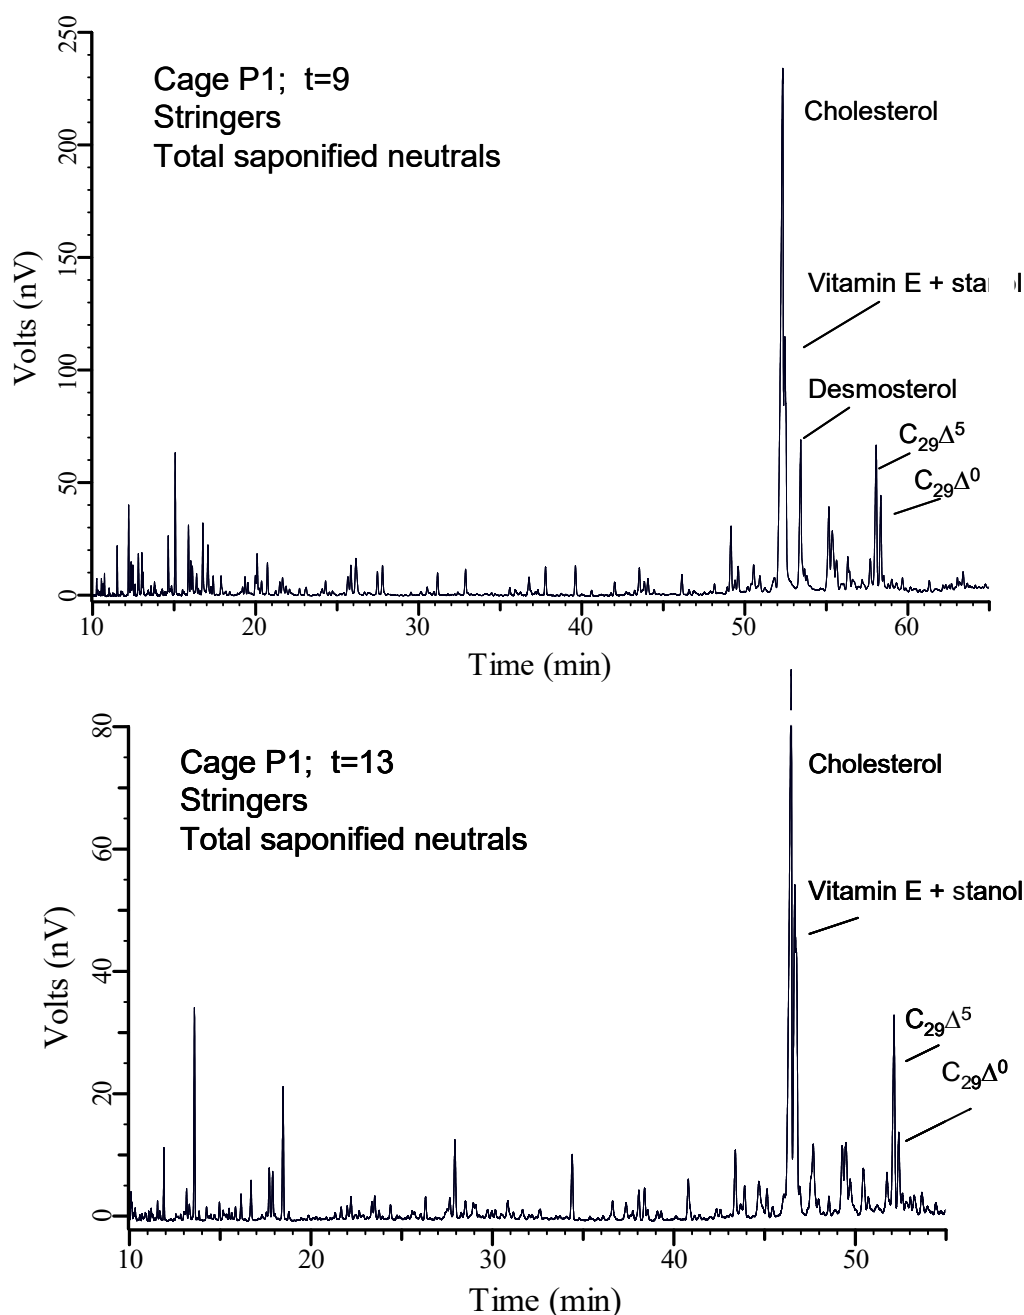 250
Cage P1; t=9
Stringers
Total saponified neutrals
Cholesterol
200
150
Vitamin E +
Volts (nV)
100
Desmosterol
C₂₉Δ⁵
50
C₂₉Δ⁰
0
10 20 30 40 50 60
Time (min)
80
Cage P1; t=13
Cholesterol
Stringers
Total saponified neutrals
60
Vitamin E + stanol
Volts (nV)
40
C₂₉Δ⁵
C₂₉Δ⁰
20
0
10 20 30 40 50
Time (min)